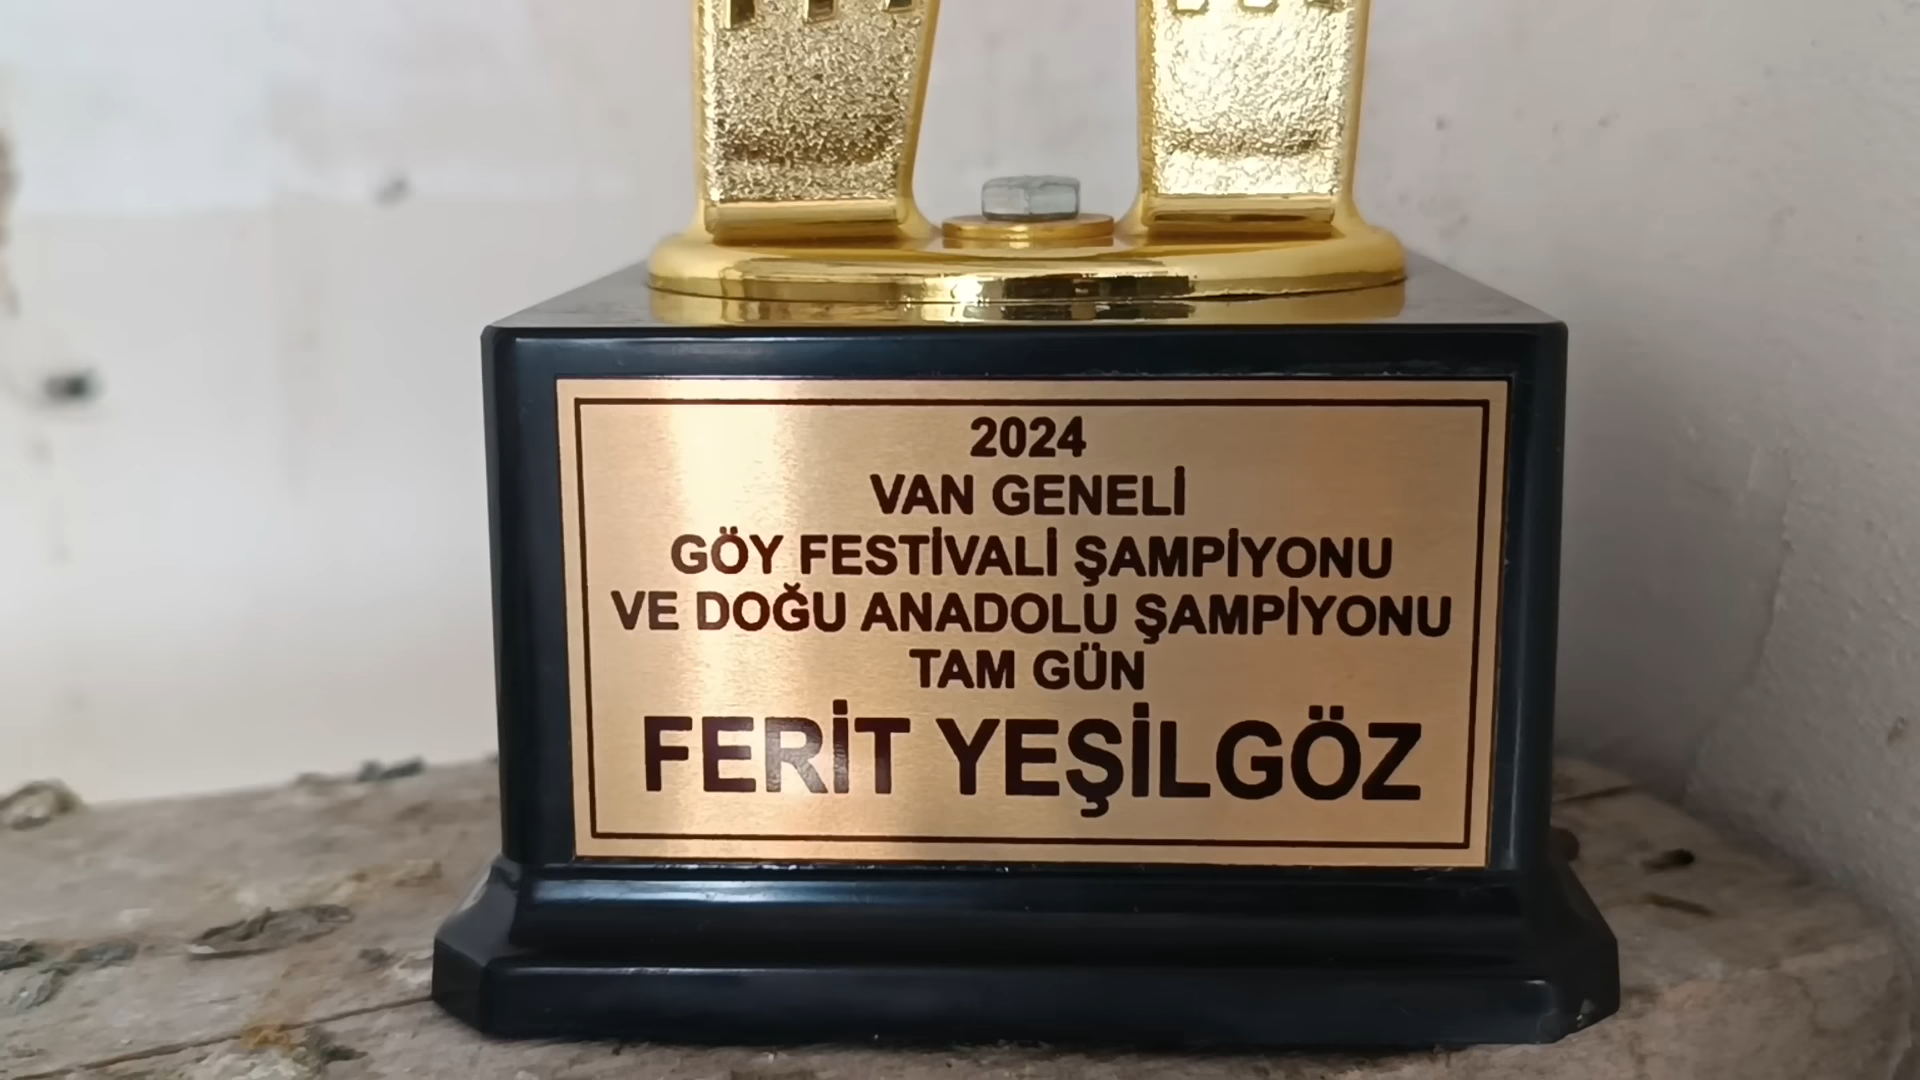 2024
VAN GENELİ
GÖY FESTİVALİ ŞAMPİYONU
VE DOĞU ANADOLU ŞAMPİYONU
TAM GÜN
FERİT YEŞİLGÖZ